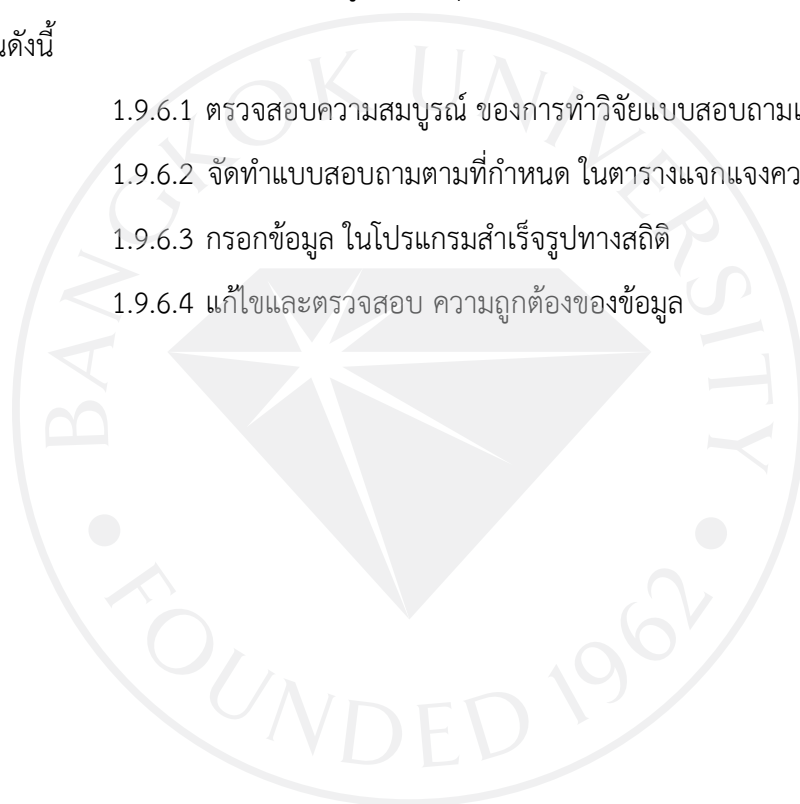 นดังนี้
1.9.6.1 ตรวจสอบความสมบูรณ์ ของการทำวิจัยแบบสอบถาม
1.9.6.2 จัดทำแบบสอบถามตามที่กำหนด ในตารางแจกแจง
1.9.6.3 กรอกข้อมูล ในโปรแกรมสำเร็จรูปทางสถิติ
1.9.6.4 แก้ไขและตรวจสอบ ความถูกต้องของข้อมูล
BANGKOK UNIVERSITY
FOUNDED 1962